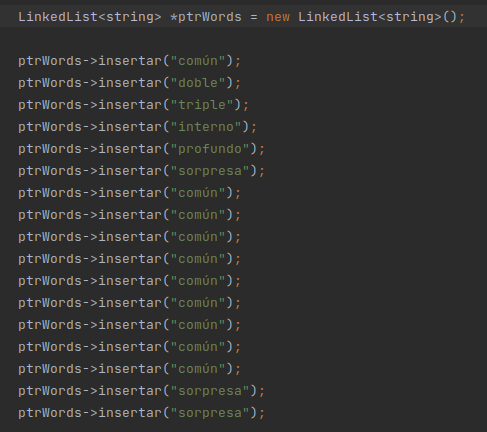 LinkedList<string> *ptrWords = new LinkedList<string>();
ptrWords->insertar("común");
ptrWords->insertar("doble");
ptrWords->insertar("triple");
ptrWords->insertar("interno");
ptrWords->insertar("profundo");
ptrWords->insertar("sorpresa");
ptrWords->insertar("común");
ptrWords->insertar("común");
ptrWords->insertar("común");
ptrWords->insertar("común");
ptrWords->insertar("común");
ptrWords->insertar("común");
ptrWords->insertar("común");
ptrWords->insertar("común");
ptrWords->insertar("común");
ptrWords->insertar("sorpresa");
ptrWords->insertar("sorpresa");